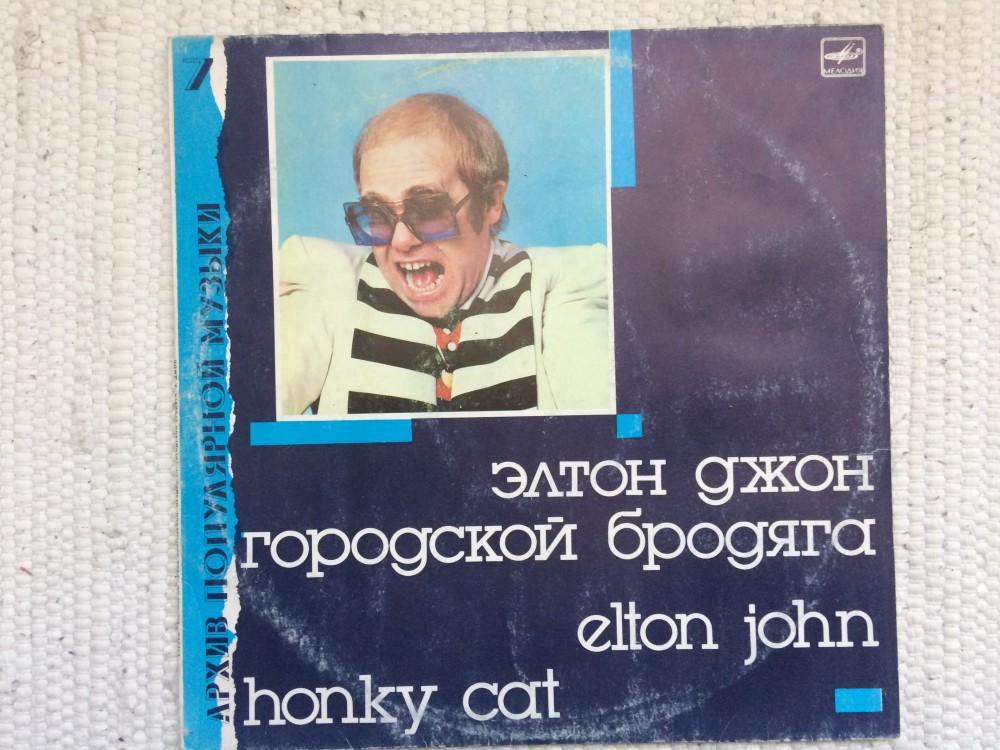 7
АРХИВ ПОПУЛЯРНОЙ МУЗЫКИ
МЕЛОДИЯ
элтон джон
городской бродяга
elton john
honky cat